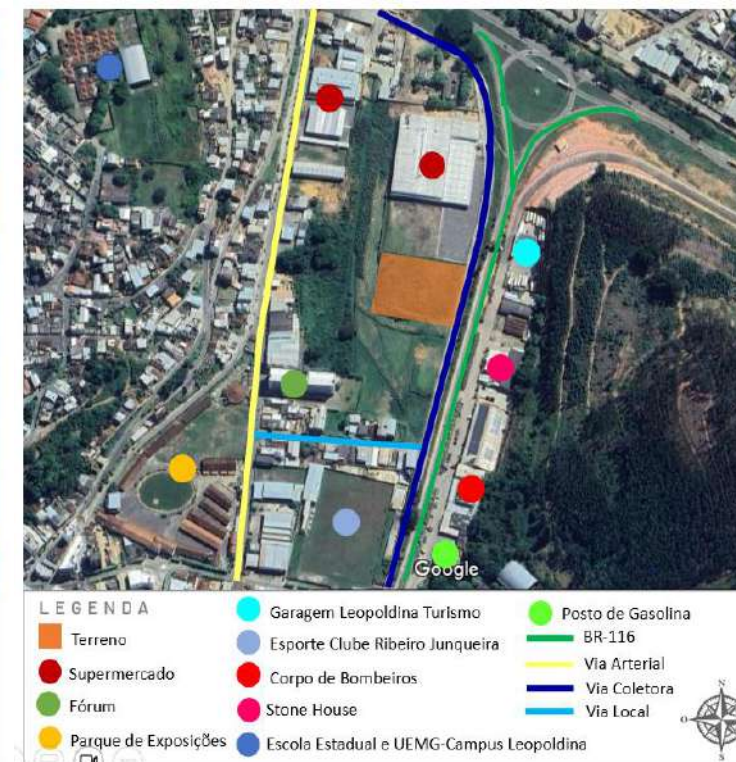 Google
LEGENDA
Terreno
Supermercado
Fórum
Parque de Exposições
Garagem Leopoldina Turismo
Esporte Clube Ribeiro Junqueira
Corpo de Bombeiros
Stone House
Escola Estadual e UEMG-Campus Leopoldina
Posto de Gasolina
BR-116
Via Arterial
Via Coletora
Via Local
N
O
S